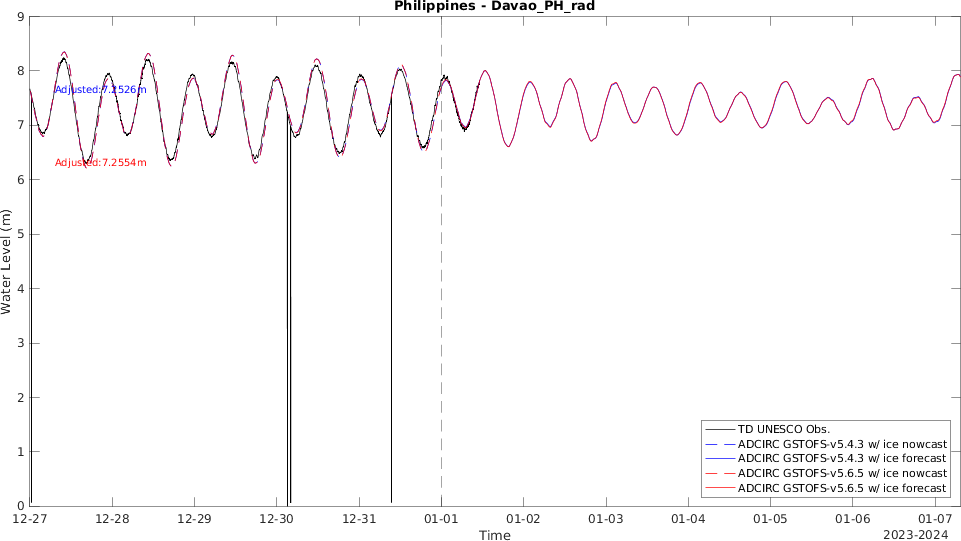 Philippines - Davao_PH_rad
9
8
7
6
5
4
3
2
1
0
Water Level (m)
Adjusted:7.2526m
Adjusted:7.2554m
TD UNESCO Obs.
ADCIRC GSTOFS-v5.4.3 w/ ice nowcast
ADCIRC GSTOFS-v5.4.3 w/ ice forecast
ADCIRC GSTOFS-v5.6.5 w/ ice nowcast
ADCIRC GSTOFS-v5.6.5 w/ ice forecast
12-27 12-28 12-29 12-30 12-31 01-01 01-02 01-03 01-04 01-05 01-06 01-07
Time
2023-2024